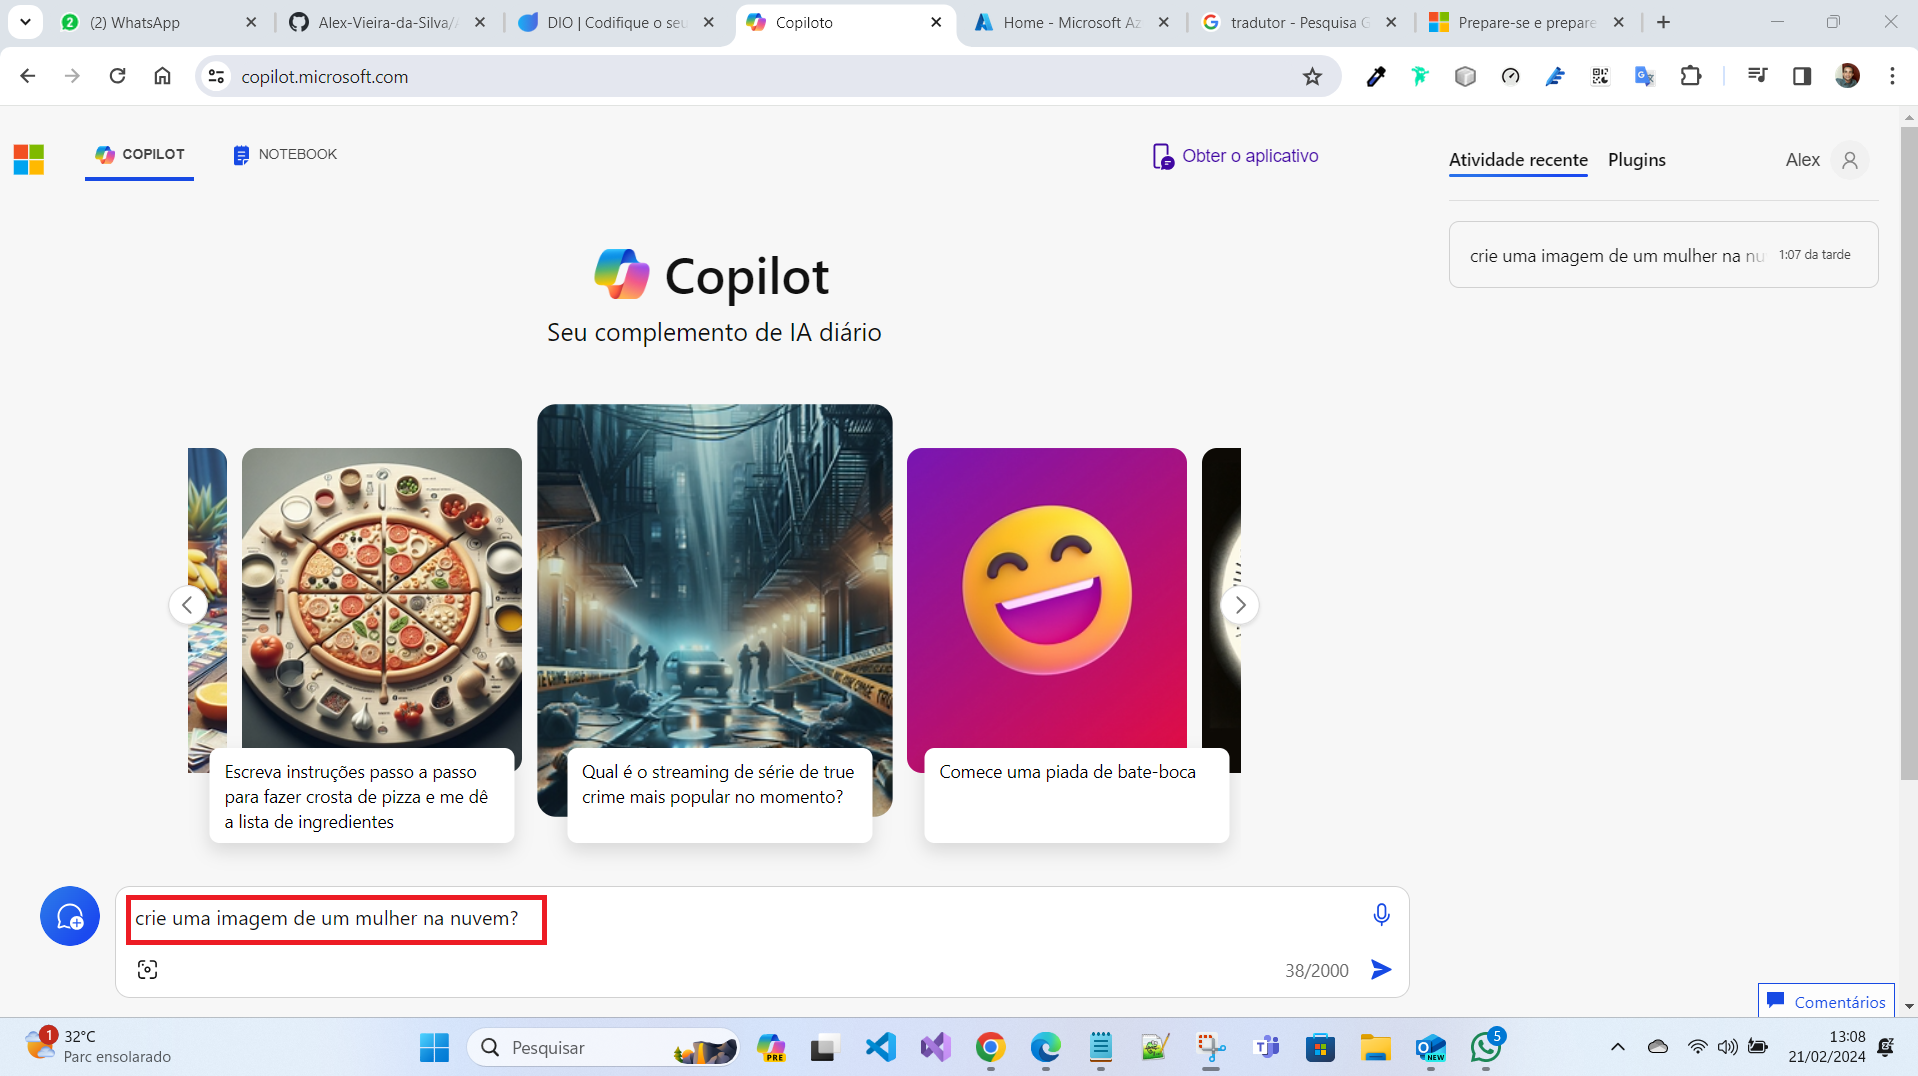 (2) WhatsApp
Alex-Vieira-da-Silva/
DIO | Codifique o seu
Copiloto
Home - Microsoft Az
tradutor - Pesquisa G
Prepare-se e prepare
copilot.microsoft.com
COPILOT
NOTEBOOK
Obter o aplicativo
Atividade recente
Plugins
Alex
crie uma imagem de um mulher na nu
1:07 da tarde
Copilot
Seu complemento de IA diário
Escreva instruções passo a passo
para fazer crosta de pizza e me dê
a lista de ingredientes
Qual é o streaming de série de true
crime mais popular no momento?
Comece uma piada de bate-boca
crie uma imagem de um mulher na nuvem?
38/2000
Comentários
1
32°C
Parc ensolarado
Pesquisar
PRE
NEW
5
13:08
21/02/2024